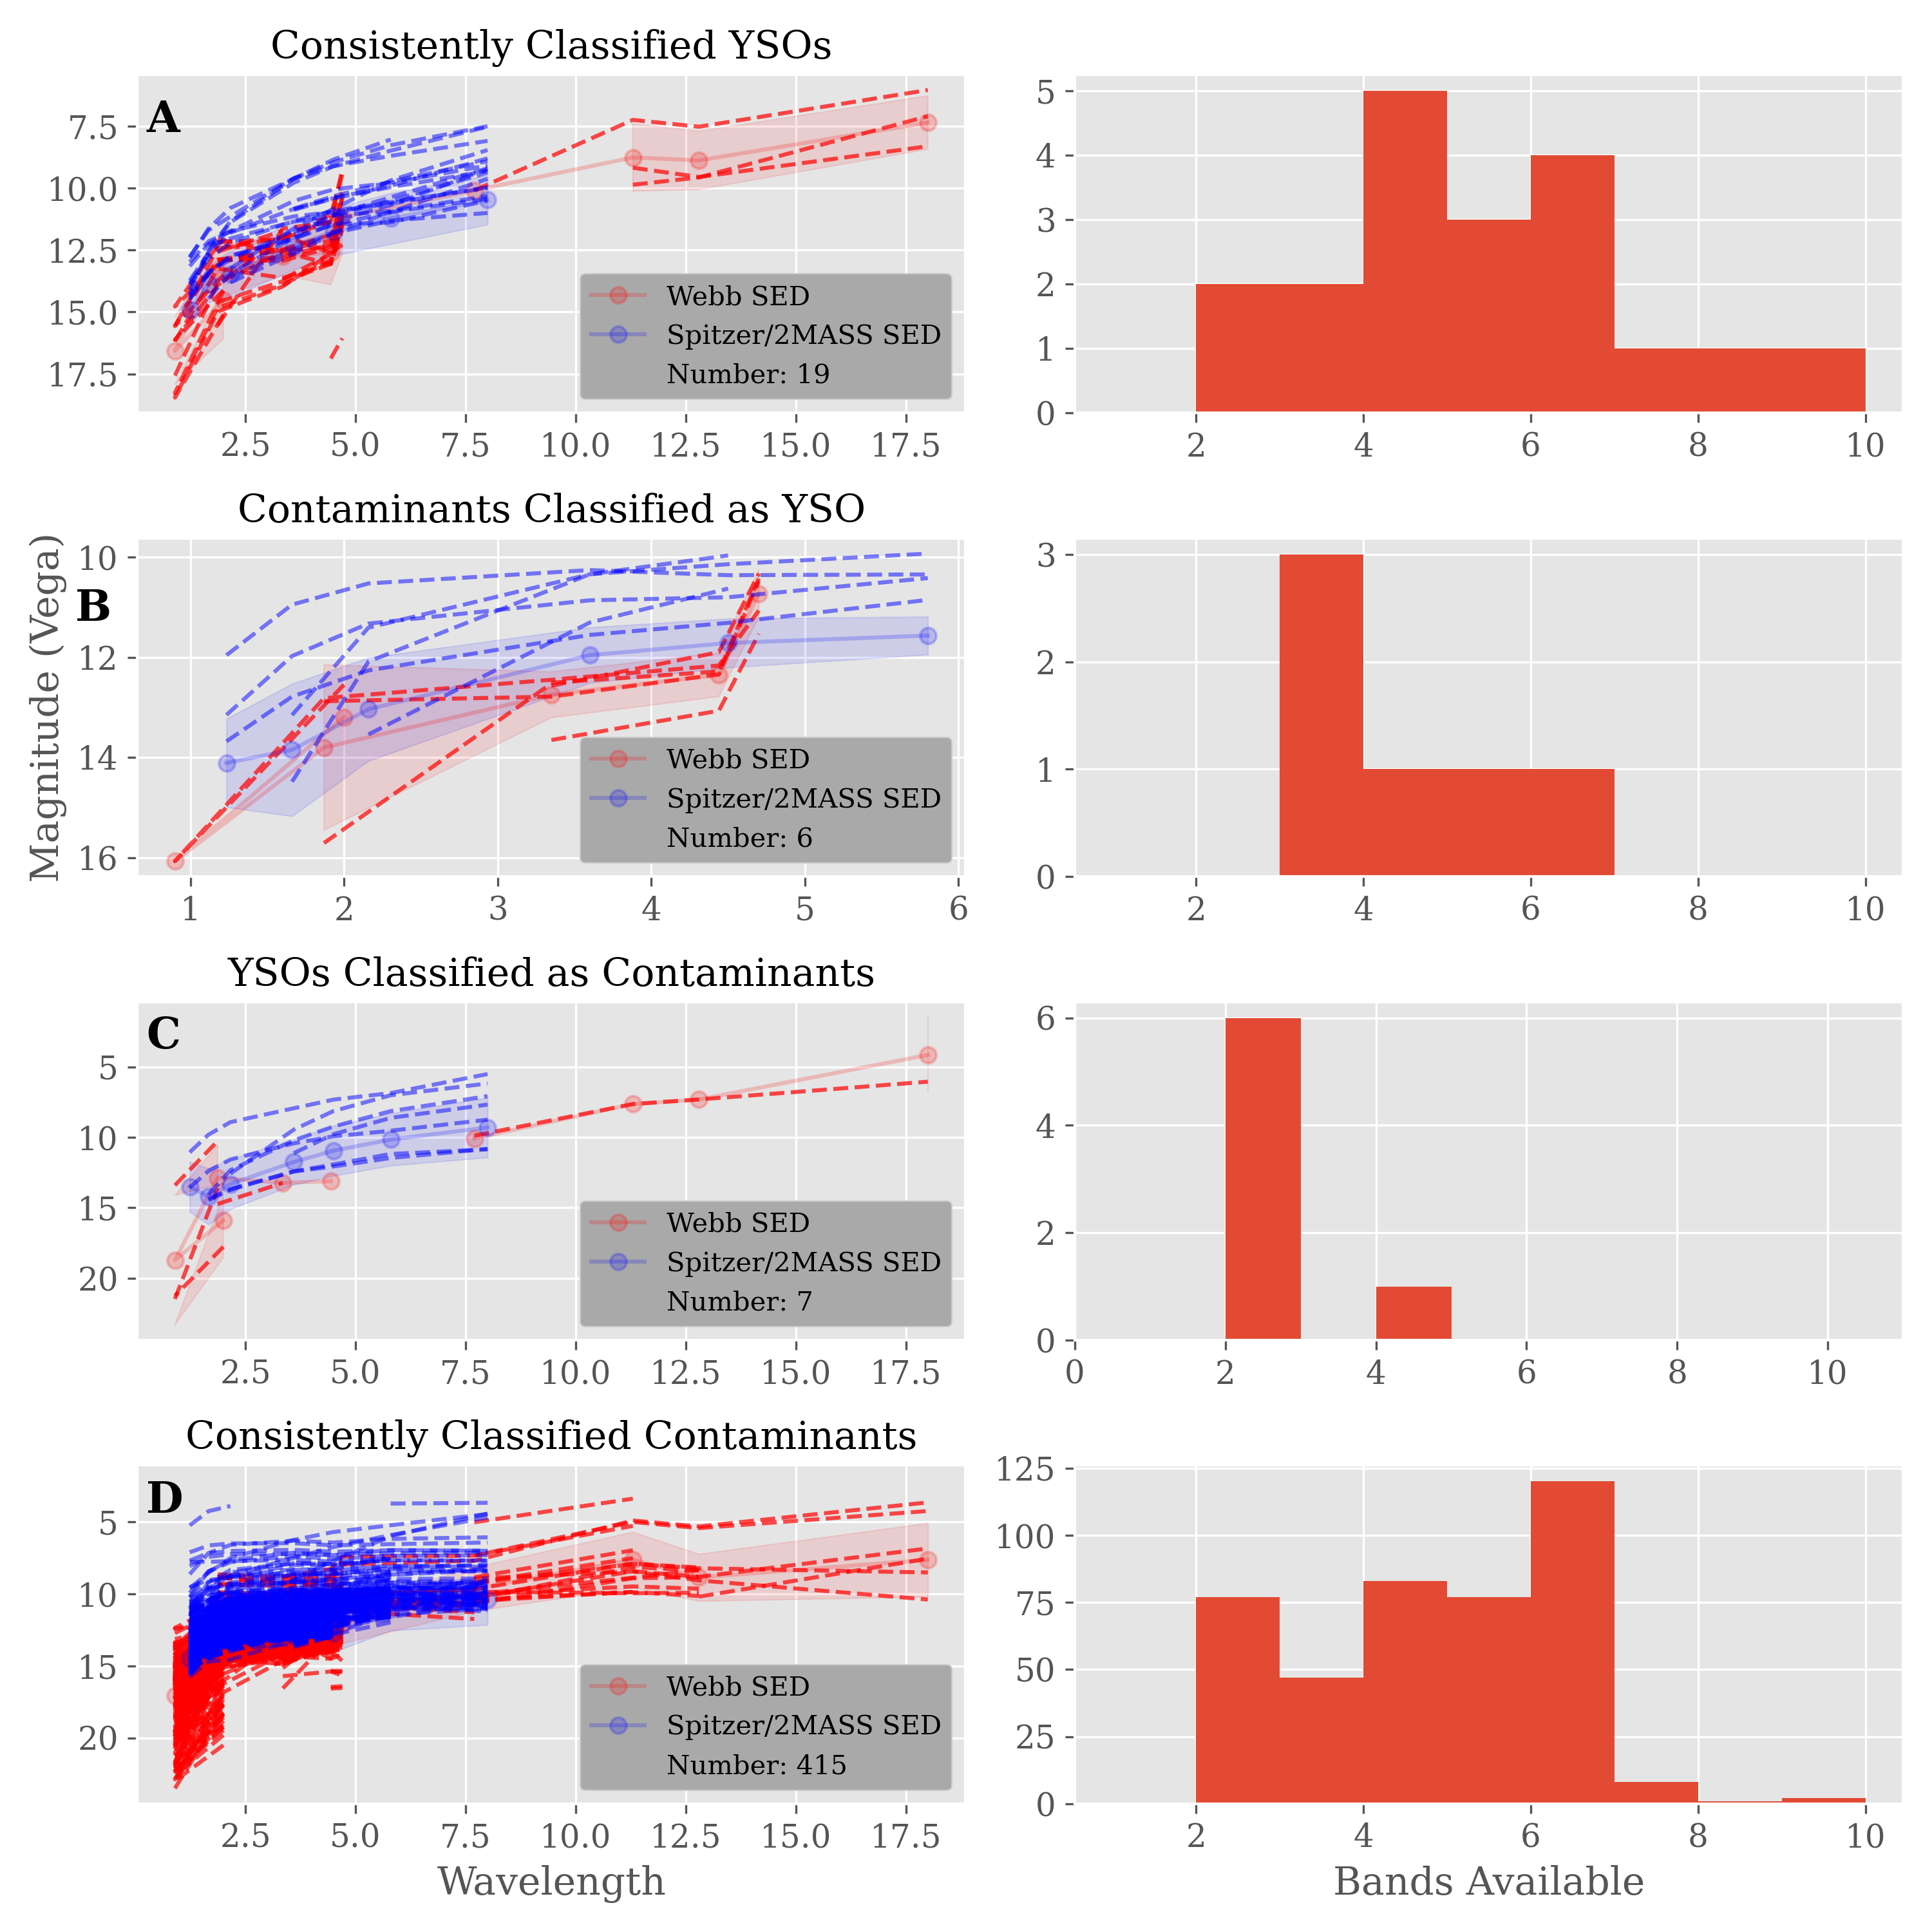 Consistently Classified YSOs
A
7.5
10.0
12.5
15.0
17.5
Webb SED
Spitzer/2MASS SED
Number: 19
2.5 5.0 7.5 10.0 12.5 15.0 17.5
5
4
3
2
1
0
2 4 6 8 10
Contaminants Classified as YSO
Magnitude (Vega)
B
10
12
14
16
Webb SED
Spitzer/2MASS SED
Number: 6
1 2 3 4 5 6
3
2
1
0
2 4 6 8 10
YSOs Classified as Contaminants
C
5
10
15
20
Webb SED
Spitzer/2MASS SED
Number: 7
2.5 5.0 7.5 10.0 12.5 15.0 17.5
6
4
2
0
0 2 4 6 8 10
Consistently Classified Contaminants
D
5
10
15
20
Webb SED
Spitzer/2MASS SED
Number: 415
2.5 5.0 7.5 10.0 12.5 15.0 17.5
Wavelength
125
100
75
50
25
0
2 4 6 8 10
Bands Available